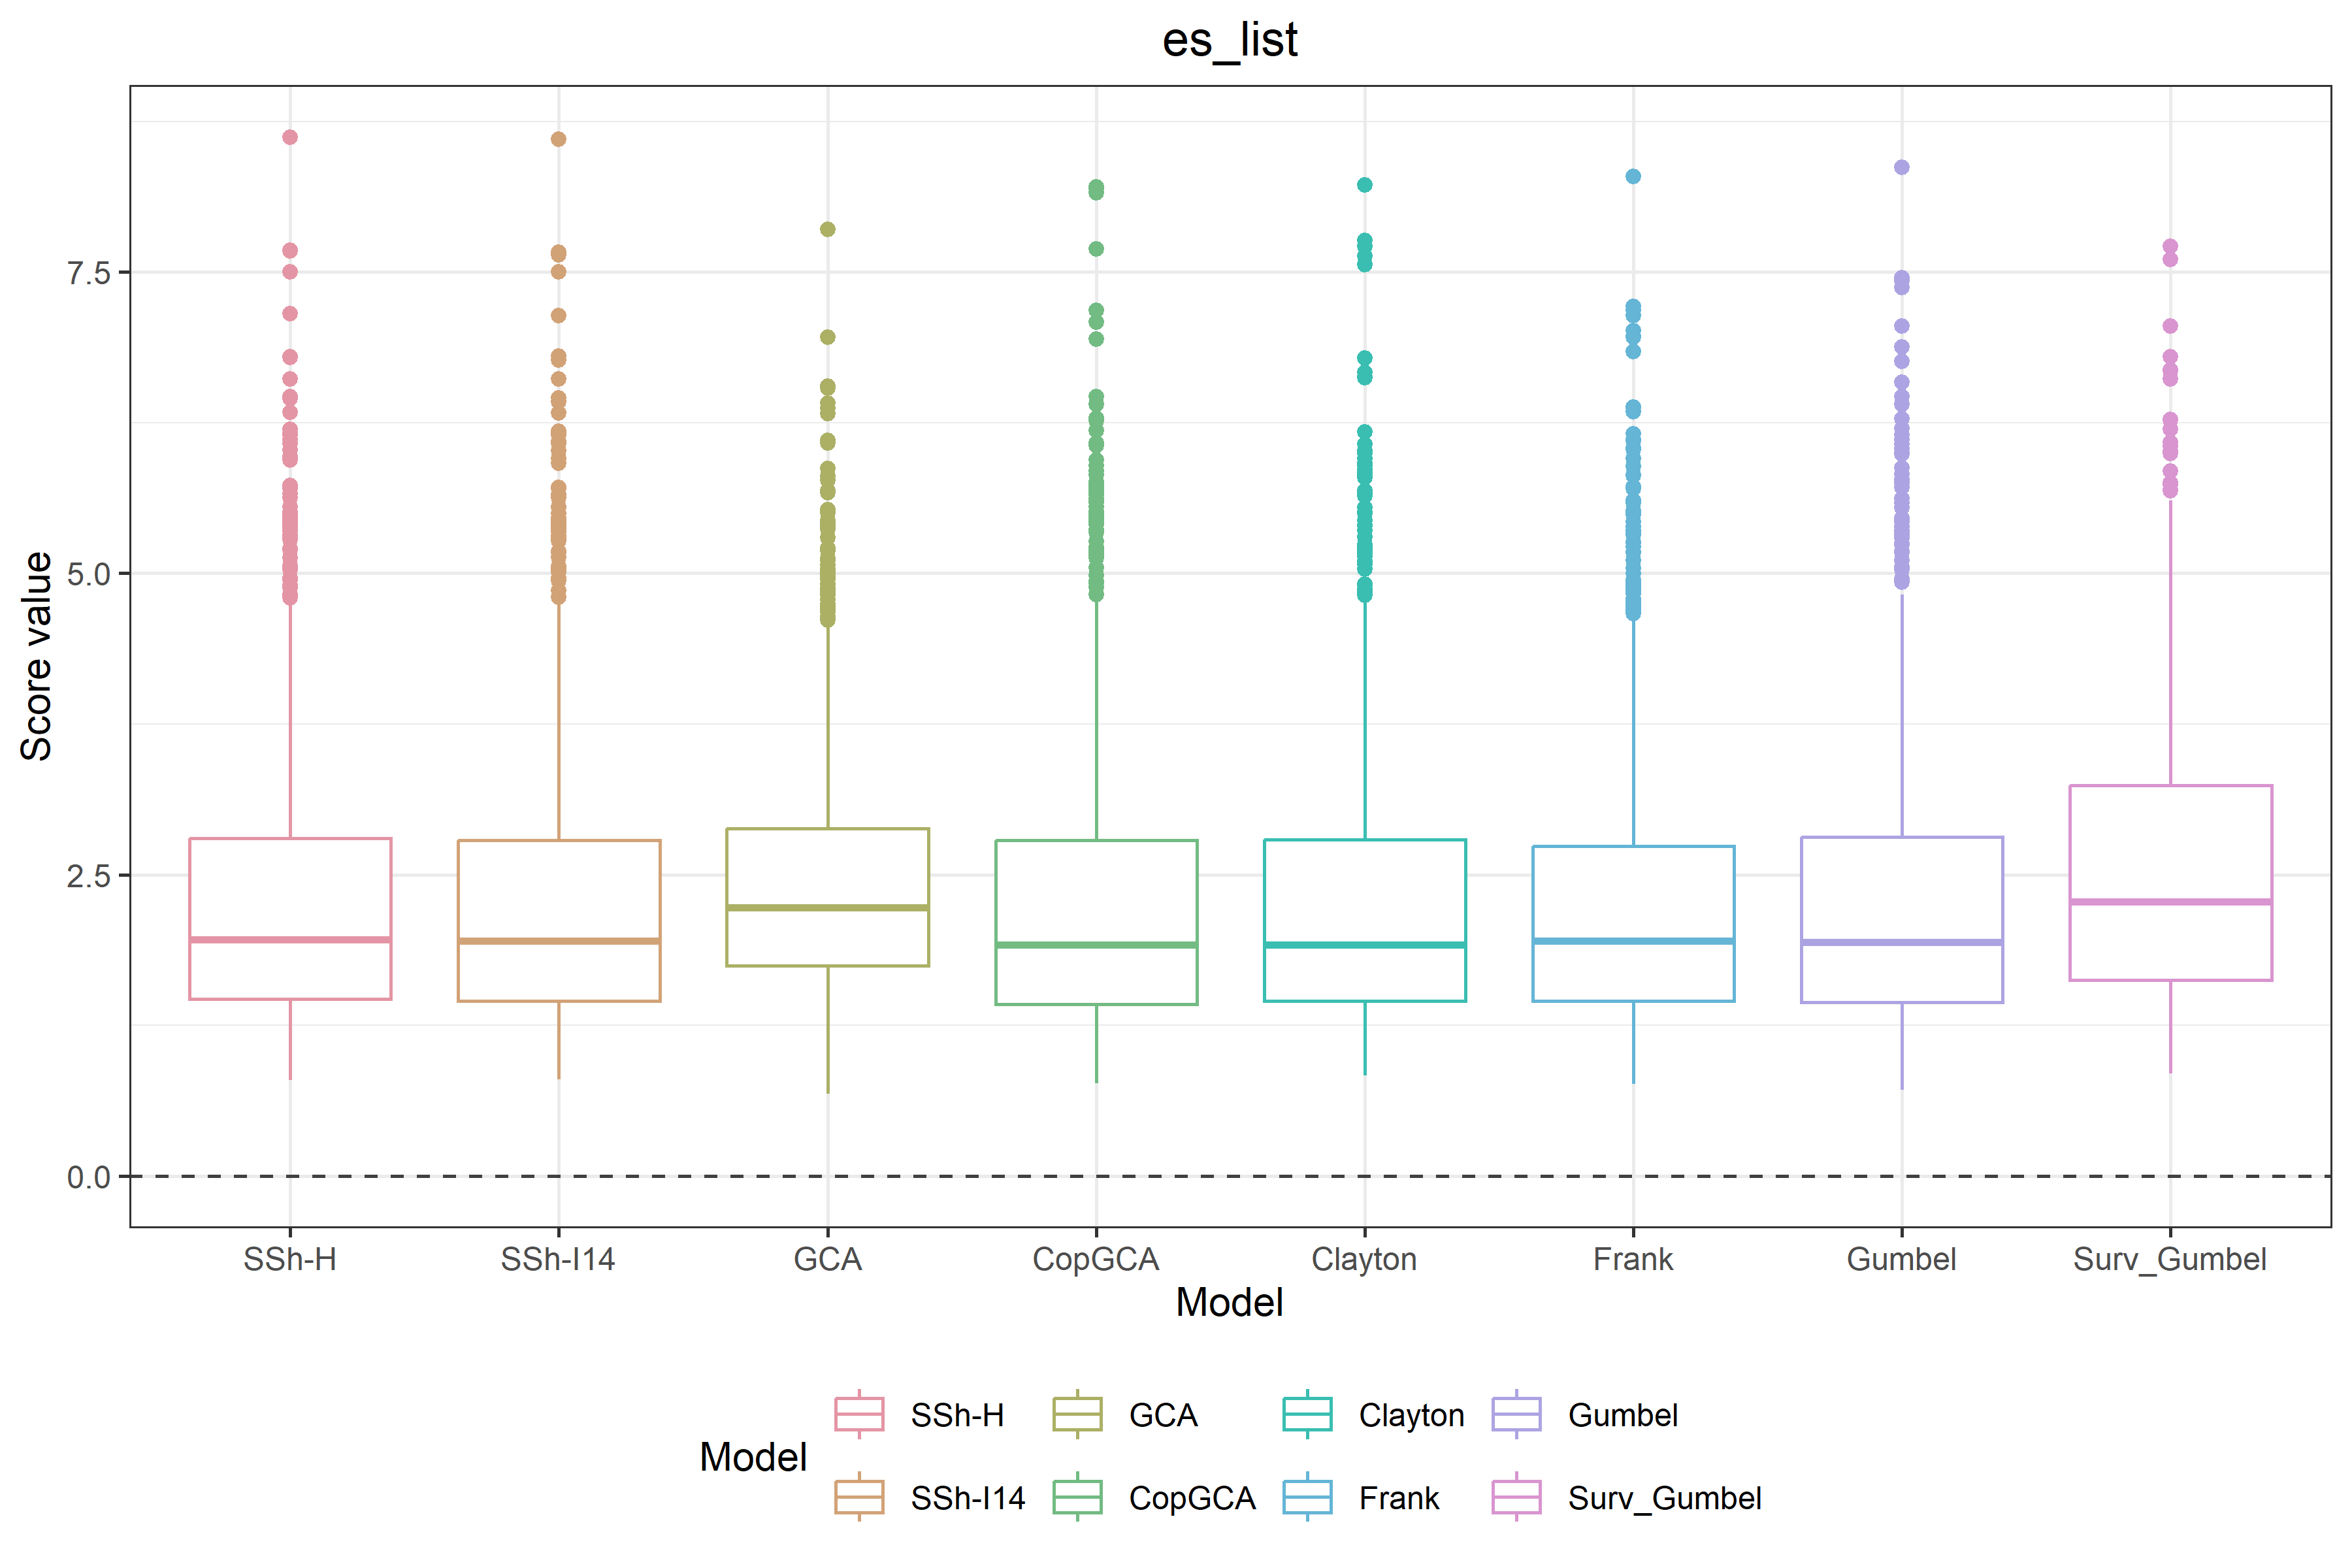 es_list
Score value
7.5
5.0
2.5
0.0
SSh-H SSh-I14 GCA CopGCA Clayton Frank Gumbel Surv_Gumbel
Model
Model
SSh-H GCA Clayton Gumbel
SSh-I14 CopGCA Frank Surv_Gumbel